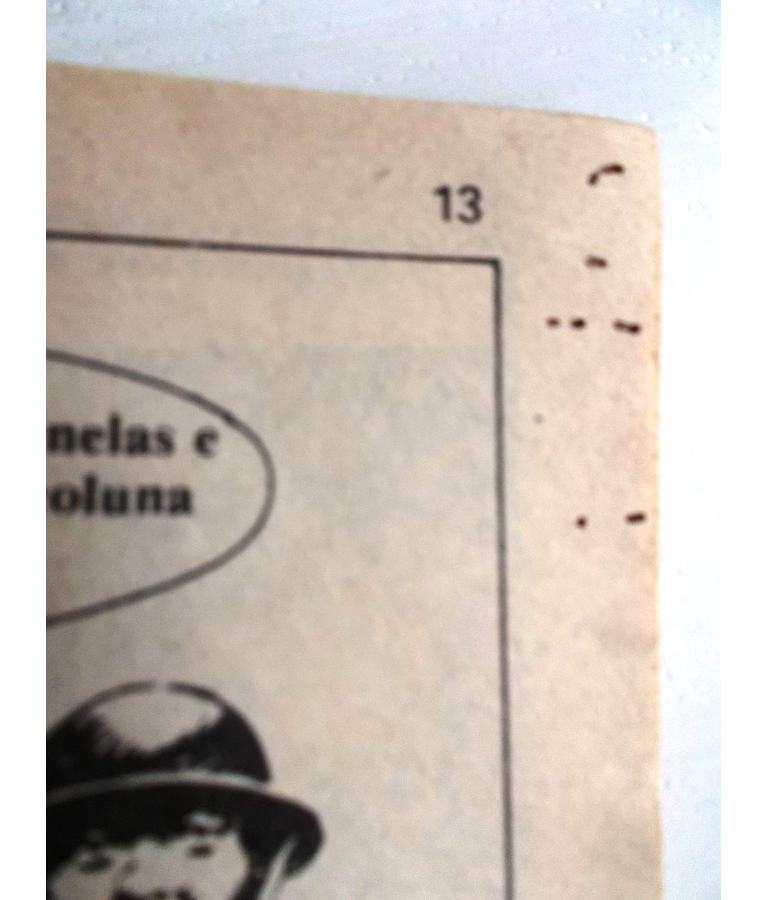 13
nelas e
oluna